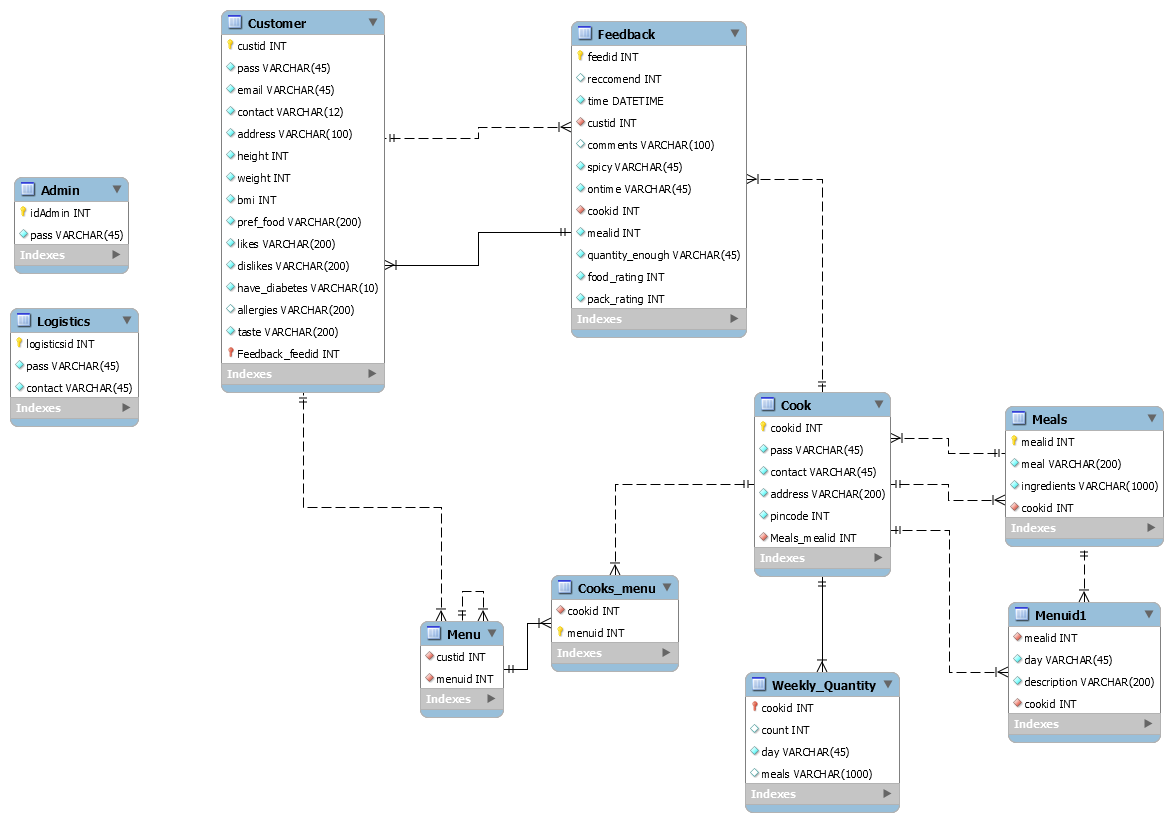 Customer
custid INT
pass VARCHAR(45)
email VARCHAR(45)
contact VARCHAR(12)
address VARCHAR(100)
height INT
weight INT
bmi INT
pref_food VARCHAR(200)
likes VARCHAR(200)
dislikes VARCHAR(200)
have_diabetes VARCHAR(10)
allergies VARCHAR(200)
taste VARCHAR(200)
Feedback_feedid INT
Indexes
Feedback
feedid INT
reccomend INT
time DATETIME
custid INT
comments VARCHAR(100)
spicy VARCHAR(45)
ontime VARCHAR(45)
cookid INT
mealid INT
quantity_enough VARCHAR(45)
food_rating INT
pack_rating INT
Indexes
Admin
idAdmin INT
pass VARCHAR(45)
Indexes
Logistics
logisticsid INT
pass VARCHAR(45)
contact VARCHAR(45)
Indexes
Cook
cookid INT
pass VARCHAR(45)
contact VARCHAR(45)
address VARCHAR(200)
pincode INT
Meals_mealid INT
Indexes
Meals
mealid INT
meal VARCHAR(200)
ingredients VARCHAR(1000)
cookid INT
Indexes
Cooks_menu
cookid INT
menuid INT
Indexes
Menu
custid INT
menuid INT
Indexes
Menuid1
mealid INT
day VARCHAR(45)
description VARCHAR(200)
cookid INT
Indexes
Weekly_Quantity
cookid INT
count INT
day VARCHAR(45)
meals VARCHAR(1000)
Indexes